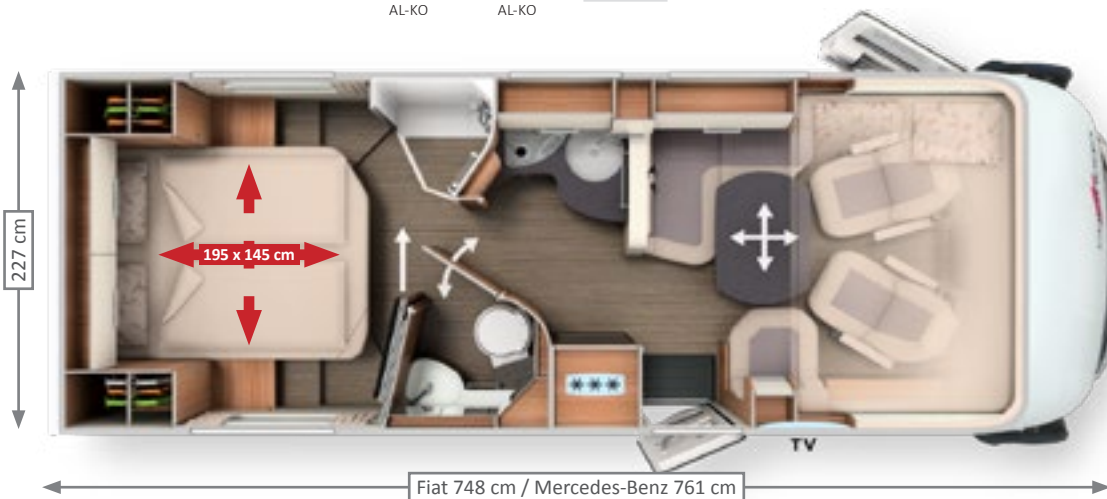 AL-KO AL-KO
227 cm
195 x 145 cm
TV
Fiat 748 cm / Mercedes-Benz 761 cm